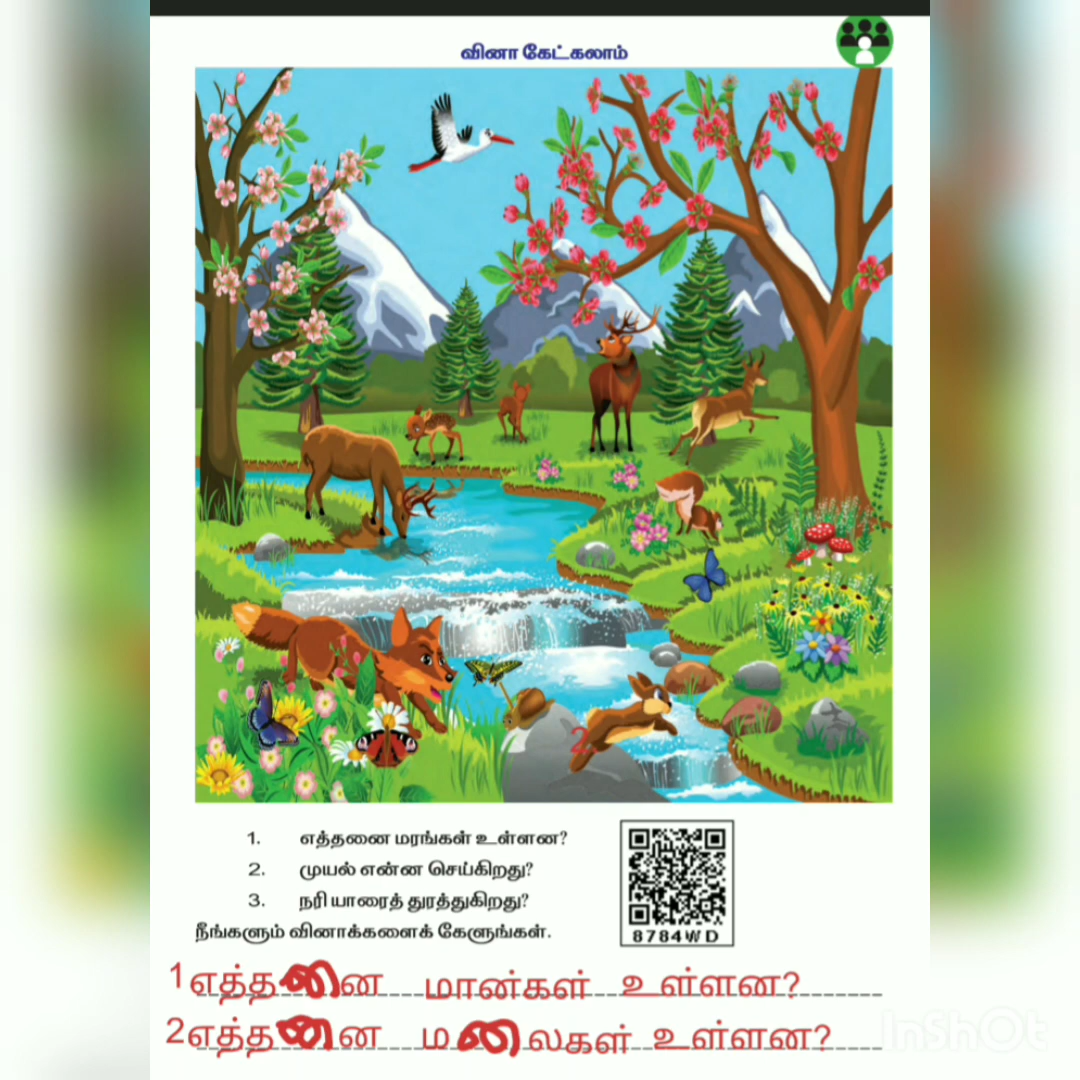 வினா கேட்கலாம்
2
1. எத்தனை மரங்கள் உள்ளன?
2. முயல் என்ன செய்கிறது?
3. நரி யாரைத் துரத்துகிறது?
நீங்களும் வினாக்களைக் கேளுங்கள்.
8784WD
1 எத்தனை மான்கள் உள்ளன?
2 எத்தனை மலைகள் உள்ளன?
InShOt